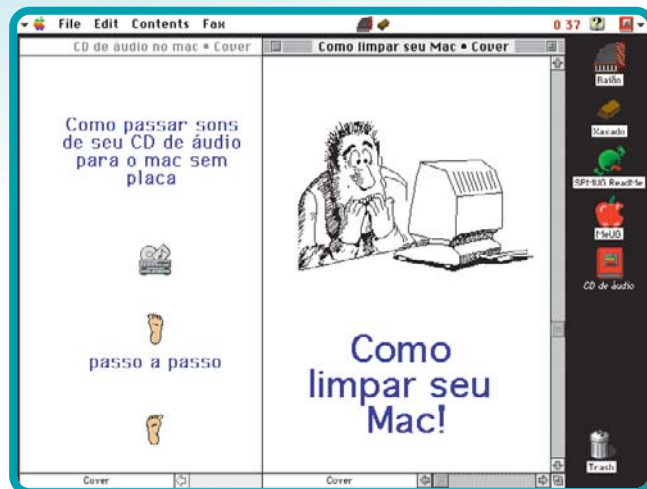 File Edit Contents Fax
0 37
CD de áudio no mac • Cover
Como limpar seu Mac • Cover
Como passar sons
de seu CD de áudio
para o mac sem
placa
passo a passo
Cover
Como
limpar seu
Mac!
Cover
Xaxado
SPMUG ReadMe
MeUG
CD de áudio
Trash